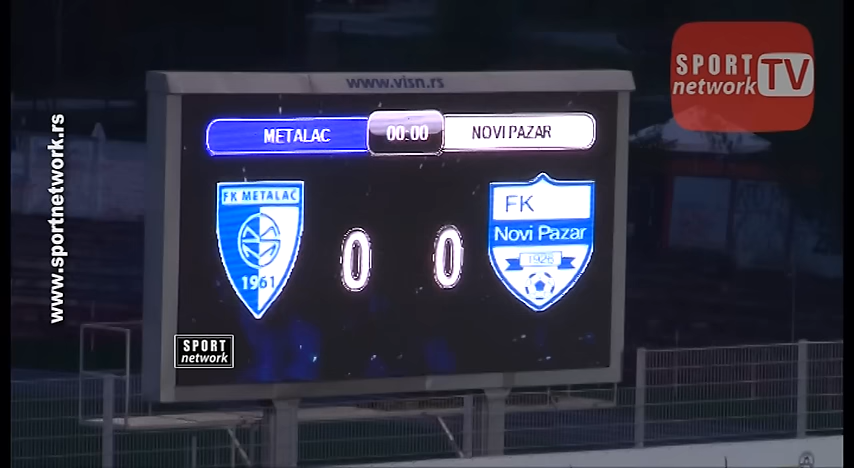 www.visn.rs
SPORT
network TV
METALAC 00:00 NOVI PAZAR
FK METALAC
1961
0 0
FK
Novi Pazar
1928
SPORT
network
www.sportnetwork.rs